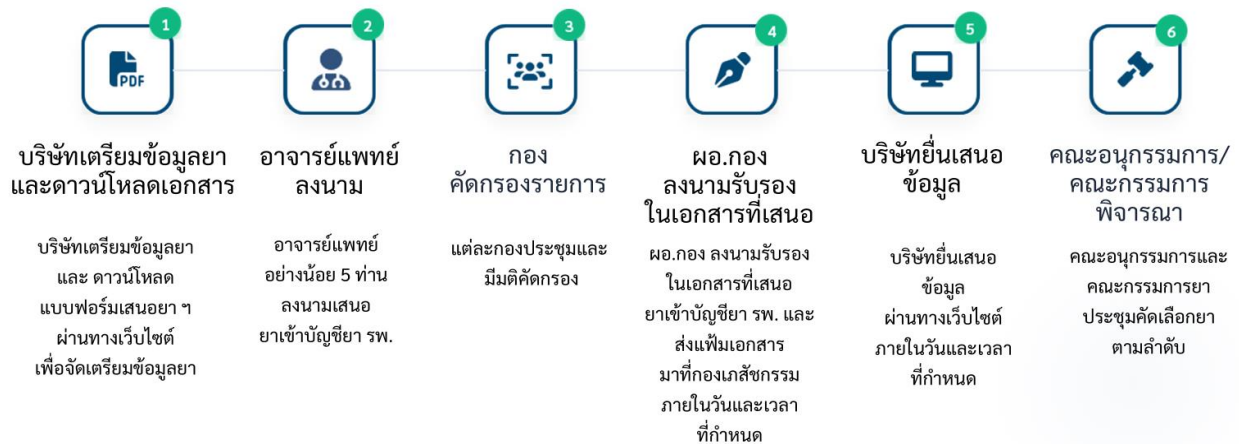 1
PDF
บริษัทเตรียมข้อมูลยา
และดาวน์โหลดเอกสาร
บริษัทเตรียมข้อมูลยา
และ ดาวน์โหลด
แบบฟอร์มเสนอยา ฯ
ผ่านทางเว็บไซต์
เพื่อจัดเตรียมข้อมูลยา
2
อาจารย์แพทย์
ลงนาม
อาจารย์แพทย์
อย่างน้อย 5 ท่าน
ลงนามเสนอ
ยาเข้าบัญชียา รพ.
3
กอง
คัดกรองรายการ
แต่ละกองประชุมและ
มีมติคัดกรอง
4
ผอ.กอง
ลงนามรับรอง
ในเอกสารที่เสนอ
ผอ.กอง ลงนามรับรอง
ในเอกสารที่เสนอ
ยาเข้าบัญชียา รพ. และ
ส่งแฟ้มเอกสาร
มาที่กองเภสัชกรรม
ภายในวันและเวลา
ที่กำหนด
5
บริษัทยื่นเสนอ
ข้อมูล
บริษัทยื่นเสนอ
ข้อมูล
ผ่านทางเว็บไซต์
ภายในวันและเวลา
ที่กำหนด
6
คณะอนุกรรมการ/
คณะกรรมการ
พิจารณา
คณะอนุกรรมการและ
คณะกรรมการยา
ประชุมคัดเลือกยา
ตามลำดับ